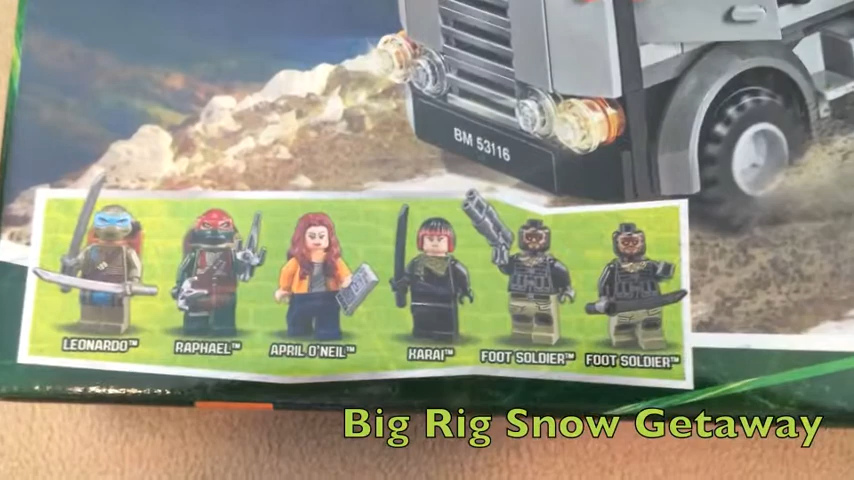 BM 53116
LEONARDO™
RAPHAEL™
APRIL O'NEIL™
KARAI™
FOOT SOLDIER™
FOOT SOLDIER™
Big Rig Snow Getaway